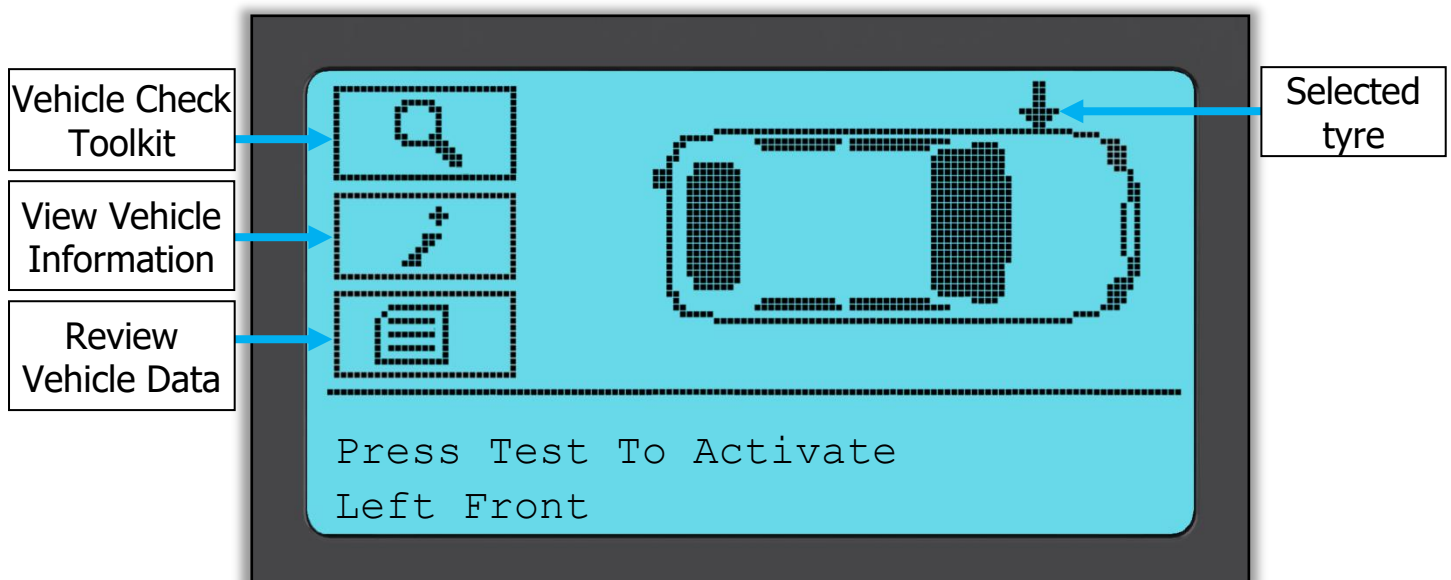 Vehicle Check
Toolkit
View Vehicle
Information
Review
Vehicle Data
Selected
tyre
Press Test To Activate
Left Front